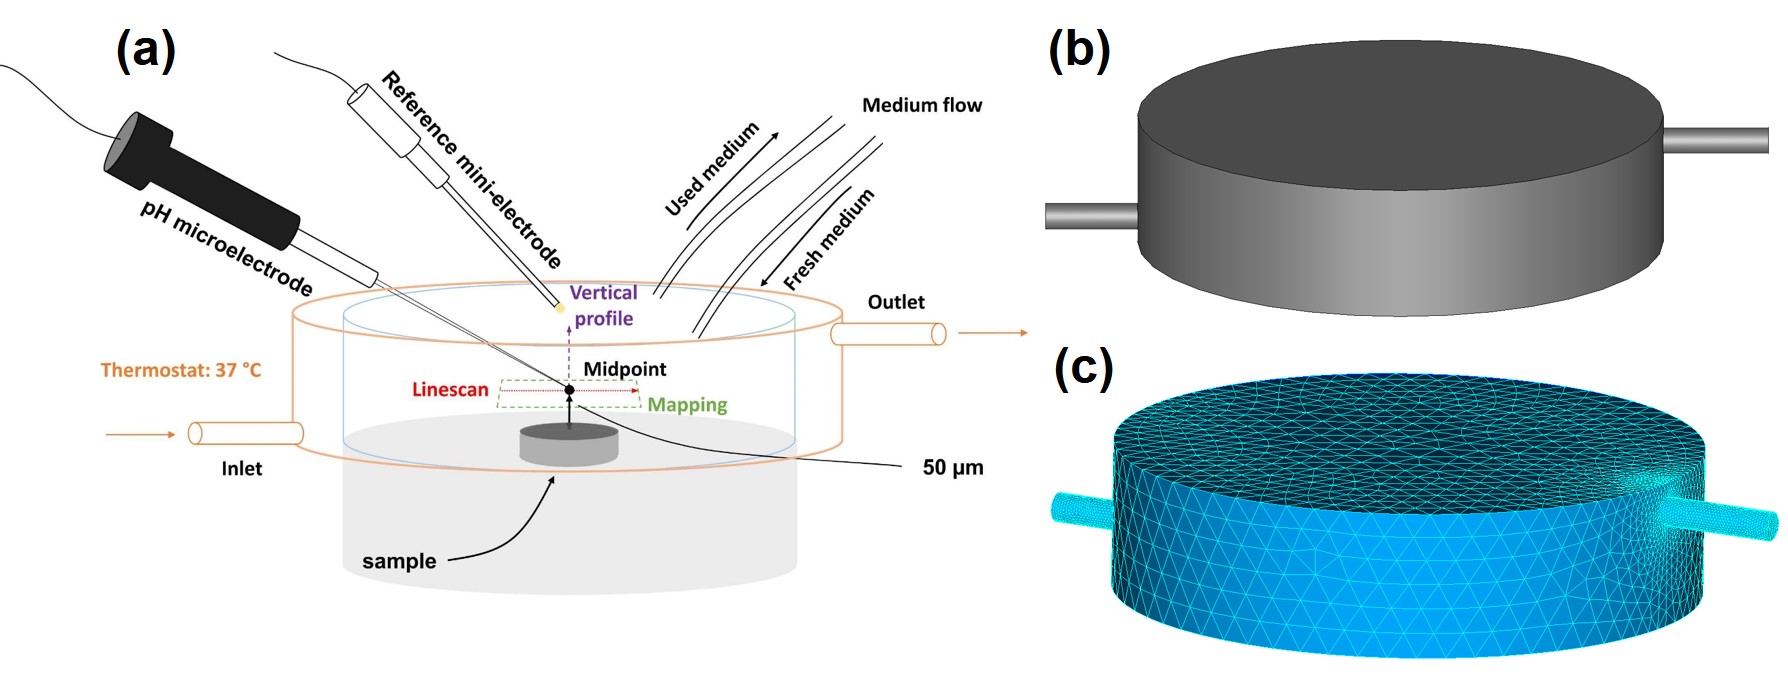 (a)
pH microelectrode
Reference mini-electrode
Used medium
Medium flow
Fresh medium
Vertical
profile
Outlet
Thermostat: 37 °C
Midpoint
Linescan
Mapping
Inlet
50 µm
sample
(b)
(c)